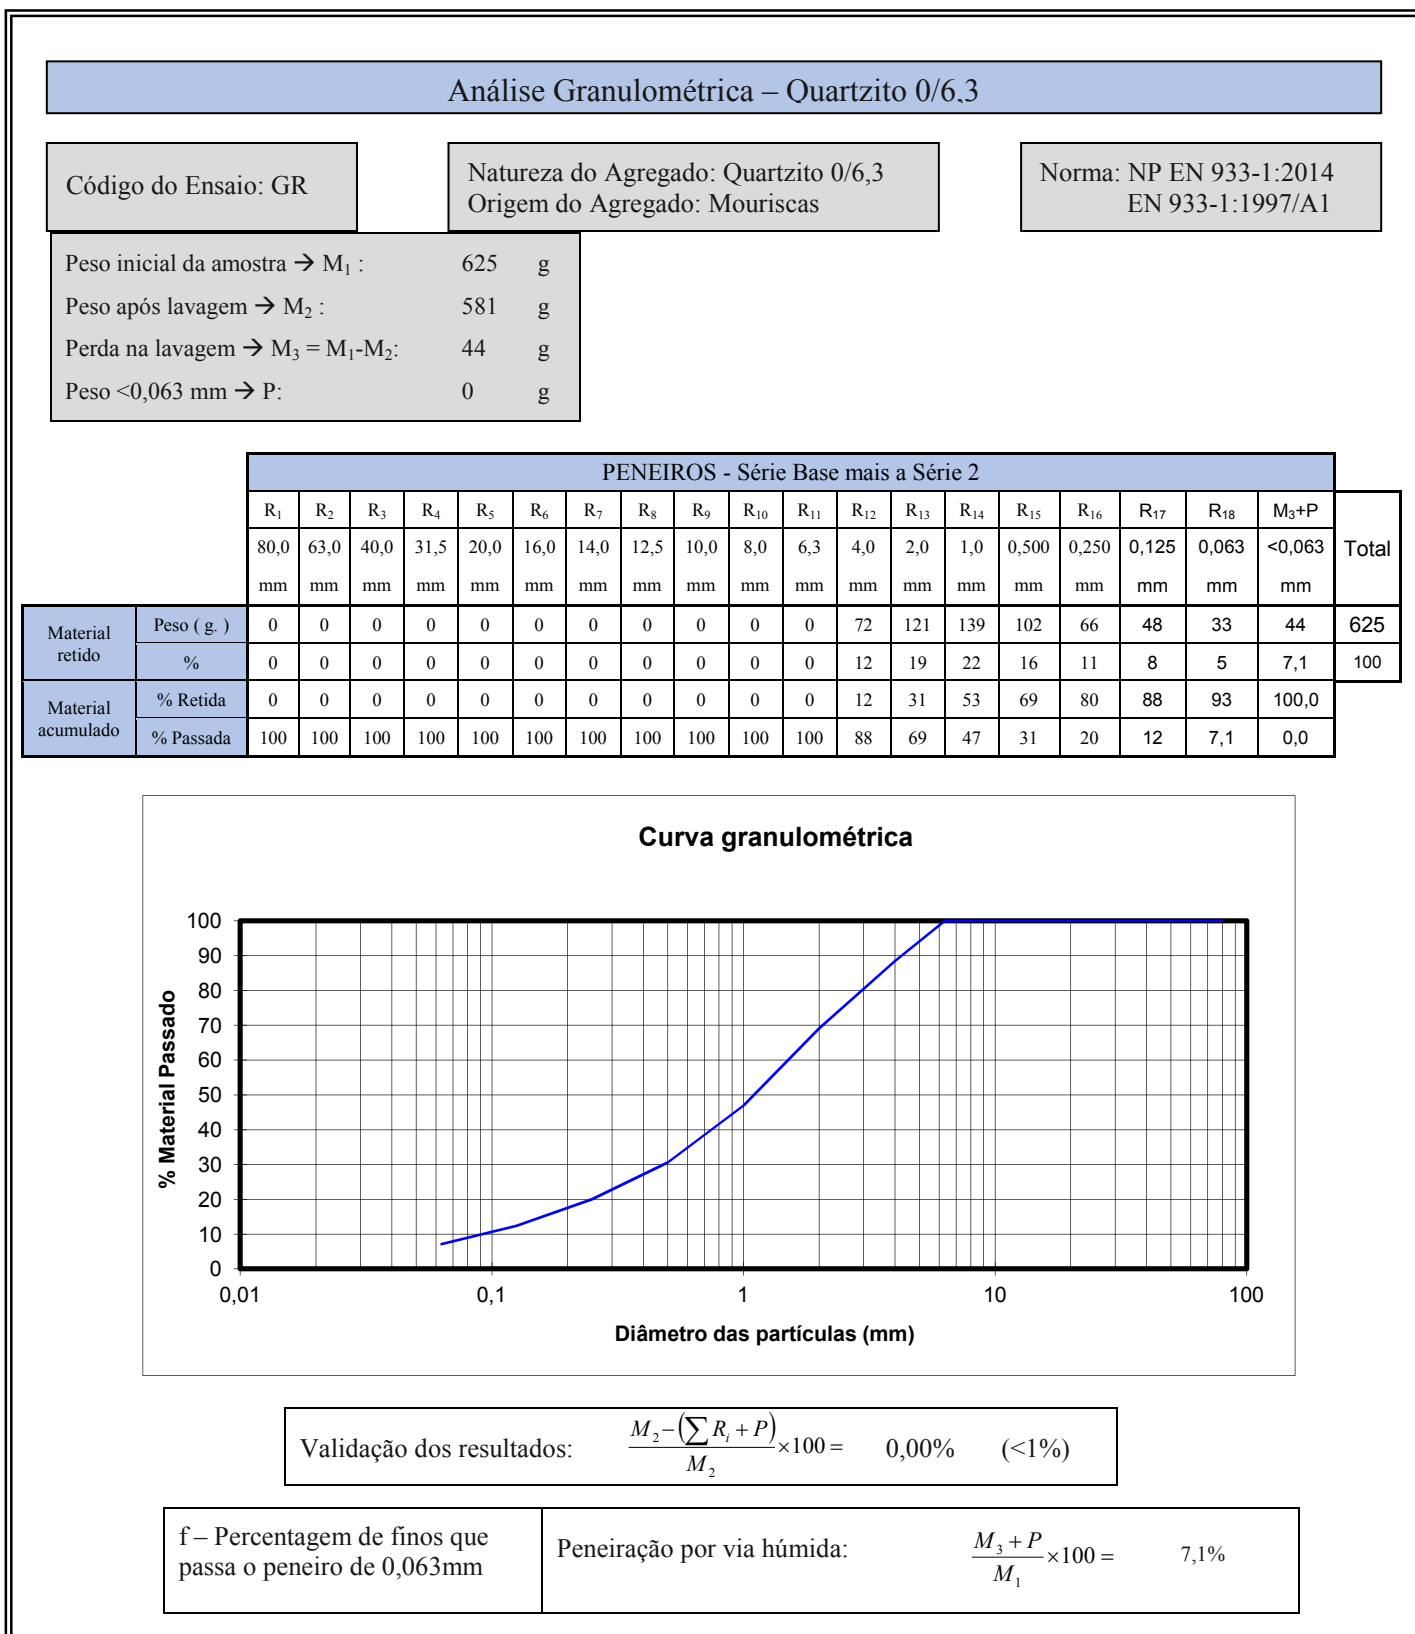 Análise Granulométrica – Quartzito 0/6,3
Código do Ensaio: GR
Natureza do Agregado: Quartzito 0/6,3
Origem do Agregado: Mouriscas
Norma: NP EN 933-1:2014
EN 933-1:1997/A1
Peso inicial da amostra → M₁ : 625 g
Peso após lavagem → M₂ : 581 g
Perda na lavagem → M₃ = M₁-M₂: 44 g
Peso <0,063 mm → P: 0 g
PENEIROS - Série Base mais a Série 2
R₁ R₂ R₃ R₄ R₅ R₆ R₇ R₈ R₉ R₁₀ R₁₁ R₁₂ R₁₃ R₁₄ R₁₅ R₁₆ R₁₇ R₁₈ M₃+P
80,0 63,0 40,0 31,5 20,0 16,0 14,0 12,5 10,0 8,0 6,3 4,0 2,0 1,0 0,500 0,250 0,125 0,063 <0,063 Total
mm mm mm mm mm mm mm mm mm mm mm mm mm mm mm mm mm mm mm
Material retido Peso ( g. ) 0 0 0 0 0 0 0 0 0 0 0 72 121 139 102 66 48 33 44 625
% 0 0 0 0 0 0 0 0 0 0 0 12 19 22 16 11 8 5 7,1 100
Material acumulado % Retida 0 0 0 0 0 0 0 0 0 0 0 12 31 53 69 80 88 93 100,0
% Passada 100 100 100 100 100 100 100 100 100 100 100 88 69 47 31 20 12 7,1 0,0
Curva granulométrica
% Material Passado
100
90
80
70
60
50
40
30
20
10
0
0,01 0,1 1 10 100
Diâmetro das partículas (mm)
Validação dos resultados: M₂−(∑Rᵢ+P)/M₂ ×100 = 0,00% (<1%)
f – Percentagem de finos que
passa o peneiro de 0,063mm
Peneiração por via húmida: M₃+P/M₁ ×100 = 7,1%